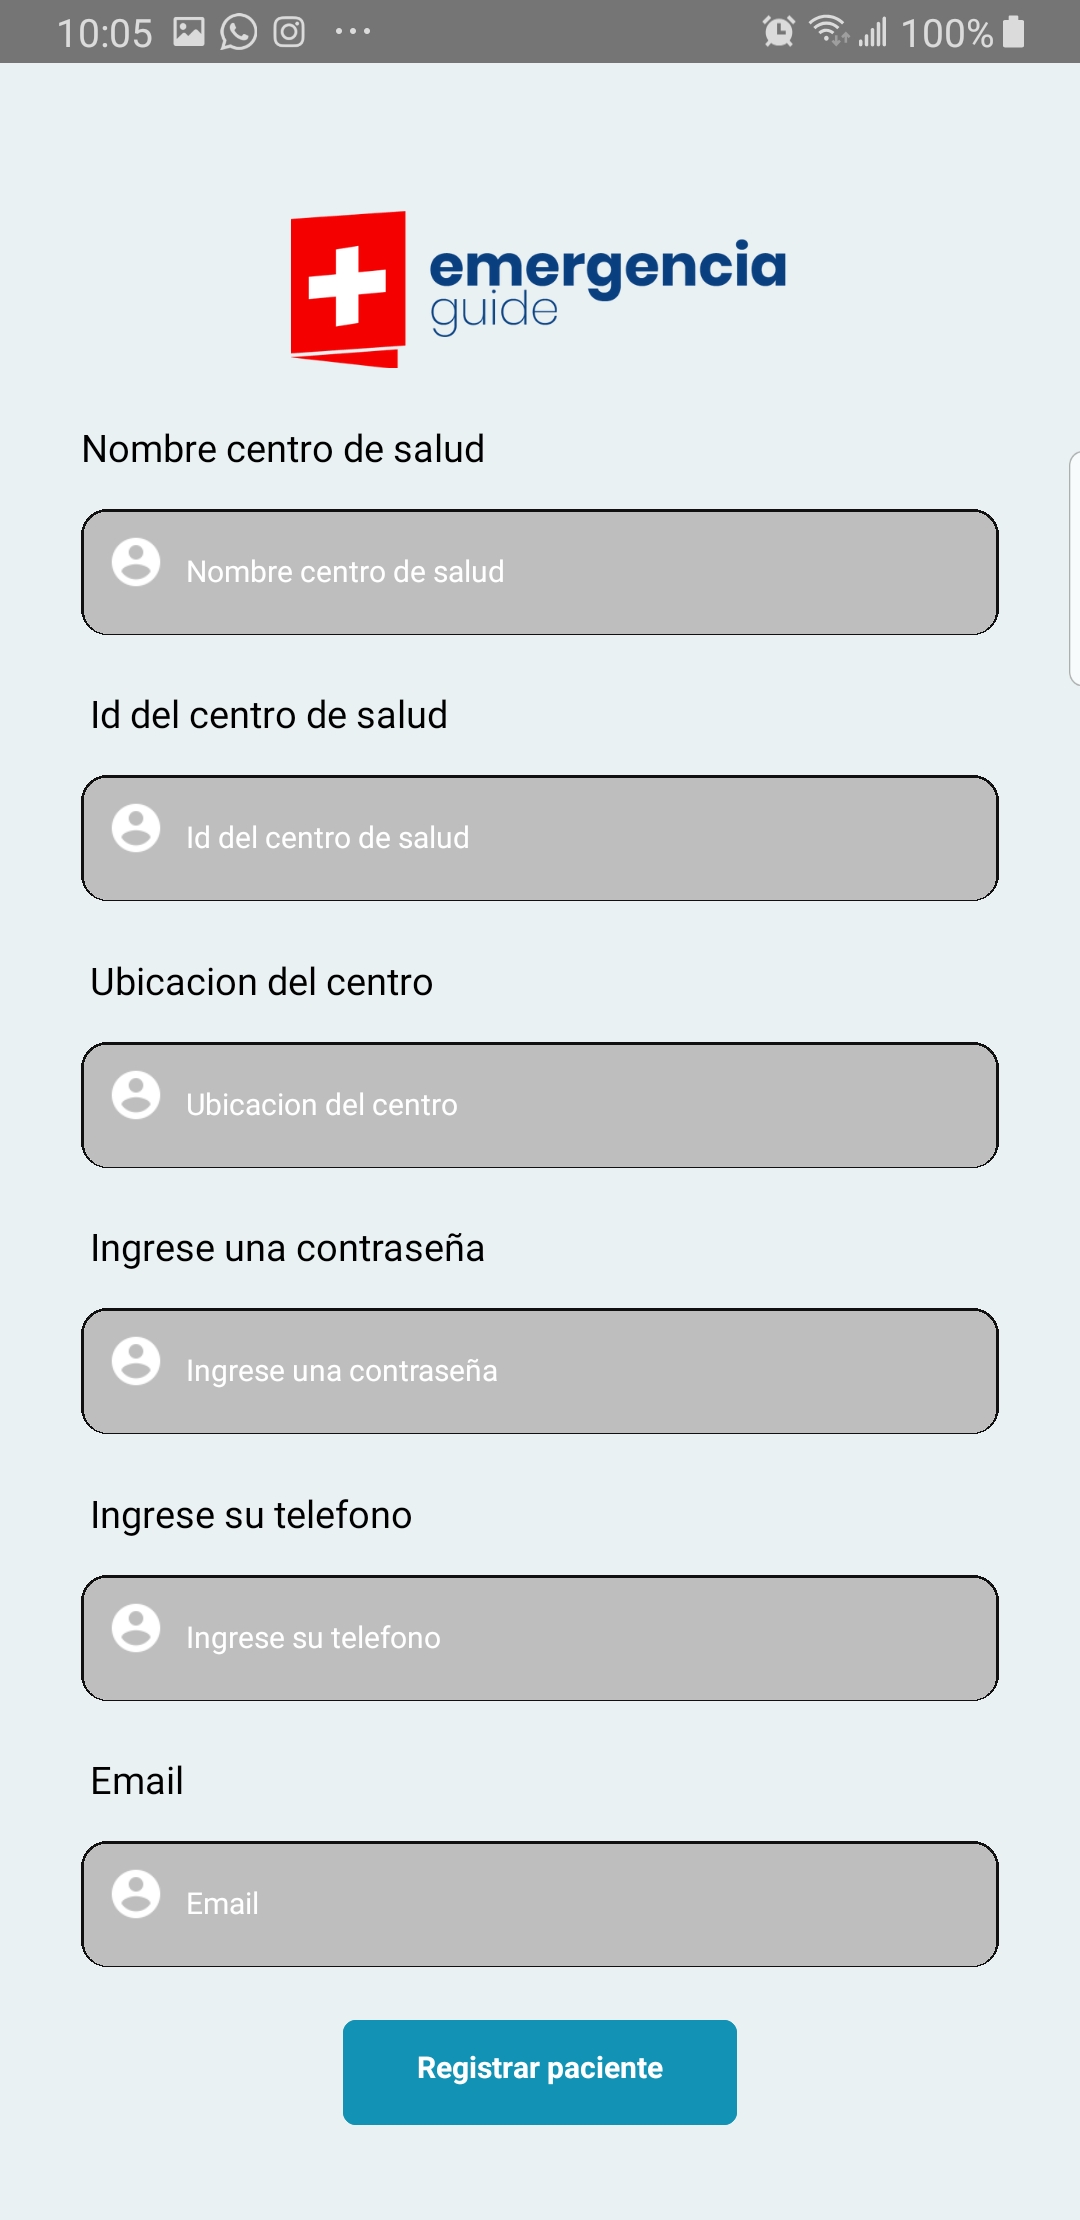 10:05 100%
emergencia
guide
Nombre centro de salud
Nombre centro de salud
Id del centro de salud
Id del centro de salud
Ubicacion del centro
Ubicacion del centro
Ingrese una contraseña
Ingrese una contraseña
Ingrese su telefono
Ingrese su telefono
Email
Email
Registrar paciente